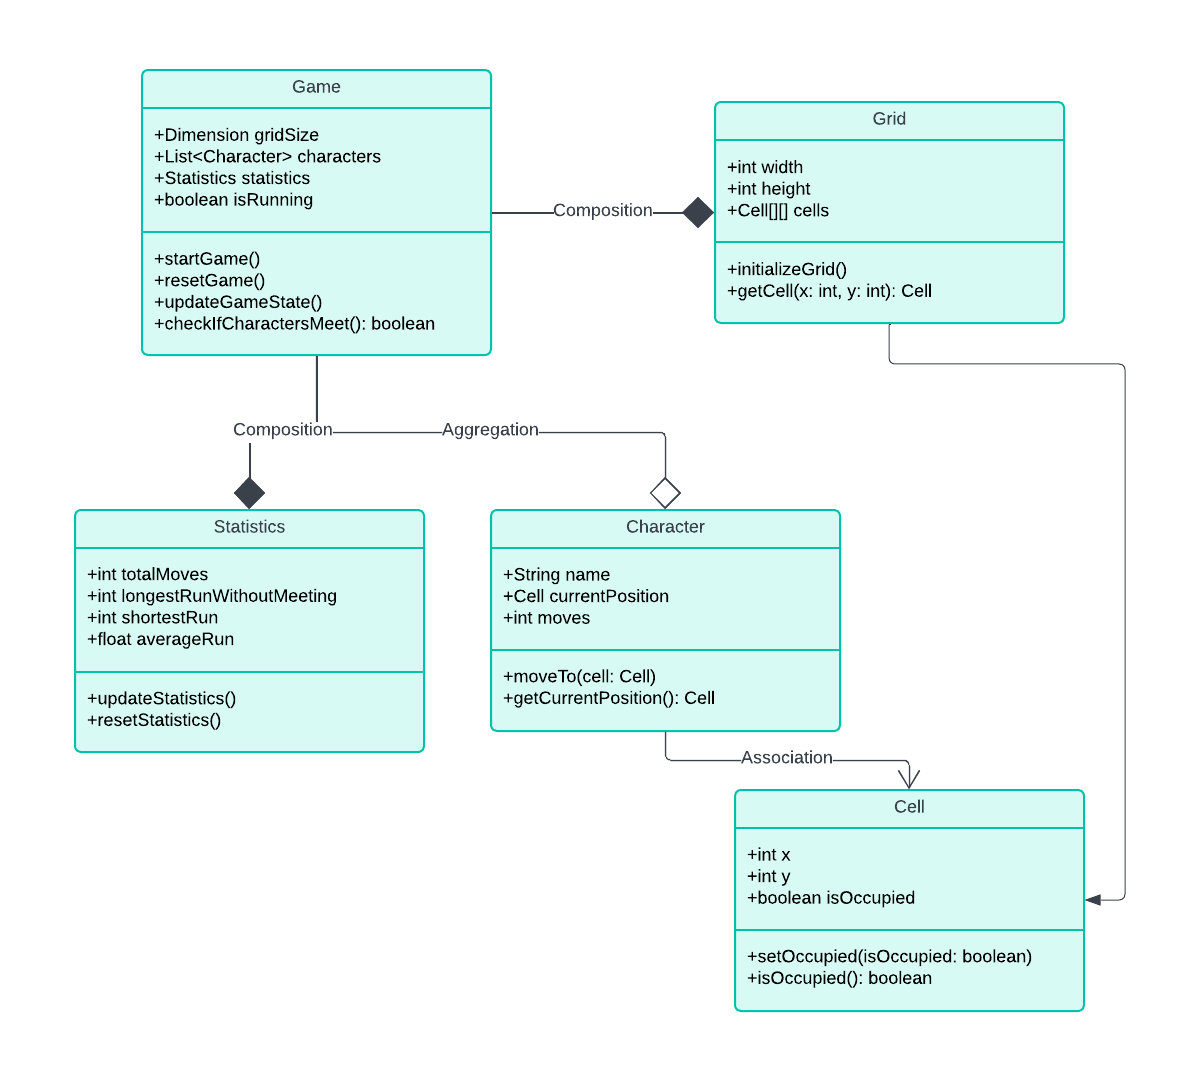 Game
+Dimension gridSize
+List<Character> characters
+Statistics statistics
+boolean isRunning
+startGame()
+resetGame()
+updateGameState()
+checkIfCharactersMeet(): boolean
Composition
Grid
+int width
+int height
+Cell[][] cells
+initializeGrid()
+getCell(x: int, y: int): Cell
Composition
Aggregation
Statistics
+int totalMoves
+int longestRunWithoutMeeting
+int shortestRun
+float averageRun
+updateStatistics()
+resetStatistics()
Character
+String name
+Cell currentPosition
+int moves
+moveTo(cell: Cell)
+getCurrentPosition(): Cell
Association
Cell
+int x
+int y
+boolean isOccupied
+setOccupied(isOccupied: boolean)
+isOccupied(): boolean